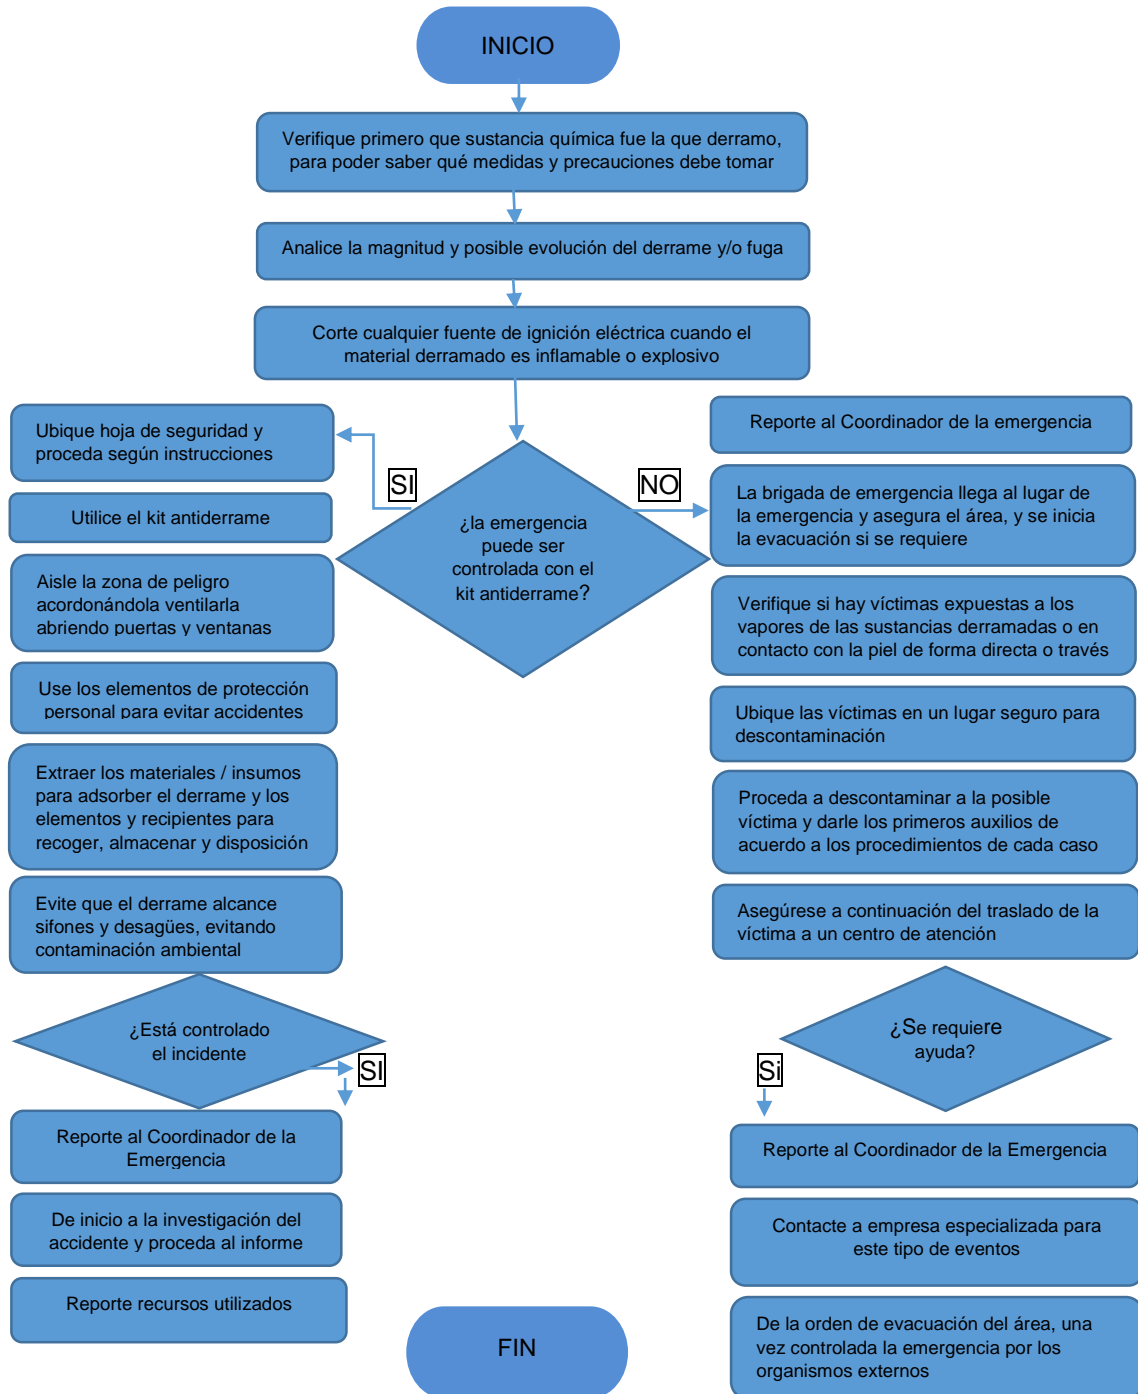 INICIO
Verifique primero que sustancia química fue la que derramo,
para poder saber qué medidas y precauciones debe tomar
Analice la magnitud y posible evolución del derrame y/o fuga
Corte cualquier fuente de ignición eléctrica cuando el
material derramado es inflamable o explosivo
¿la emergencia
puede ser
controlada con el
kit antiderrame?
SI
Ubique hoja de seguridad y
proceda según instrucciones
Utilice el kit antiderrame
Aisle la zona de peligro
acordonándola ventilarla
abriendo puertas y ventanas
Use los elementos de protección
personal para evitar accidentes
Extraer los materiales / insumos
para adsorber el derrame y los
elementos y recipientes para
recoger, almacenar y disposición
Evite que el derrame alcance
sifones y desagües, evitando
contaminación ambiental
¿Está controlado
el incidente
SI
Reporte al Coordinador de la
Emergencia
De inicio a la investigación del
accidente y proceda al informe
Reporte recursos utilizados
NO
Reporte al Coordinador de la emergencia
La brigada de emergencia llega al lugar de
la emergencia y asegura el área, y se inicia
la evacuación si se requiere
Verifique si hay víctimas expuestas a los
vapores de las sustancias derramadas o en
contacto con la piel de forma directa o través
Ubique las víctimas en un lugar seguro para
descontaminación
Proceda a descontaminar a la posible
víctima y darle los primeros auxilios de
acuerdo a los procedimientos de cada caso
Asegúrese a continuación del traslado de la
víctima a un centro de atención
¿Se requiere
ayuda?
Si
Reporte al Coordinador de la Emergencia
Contacte a empresa especializada para
este tipo de eventos
De la orden de evacuación del área, una
vez controlada la emergencia por los
organismos externos
FIN